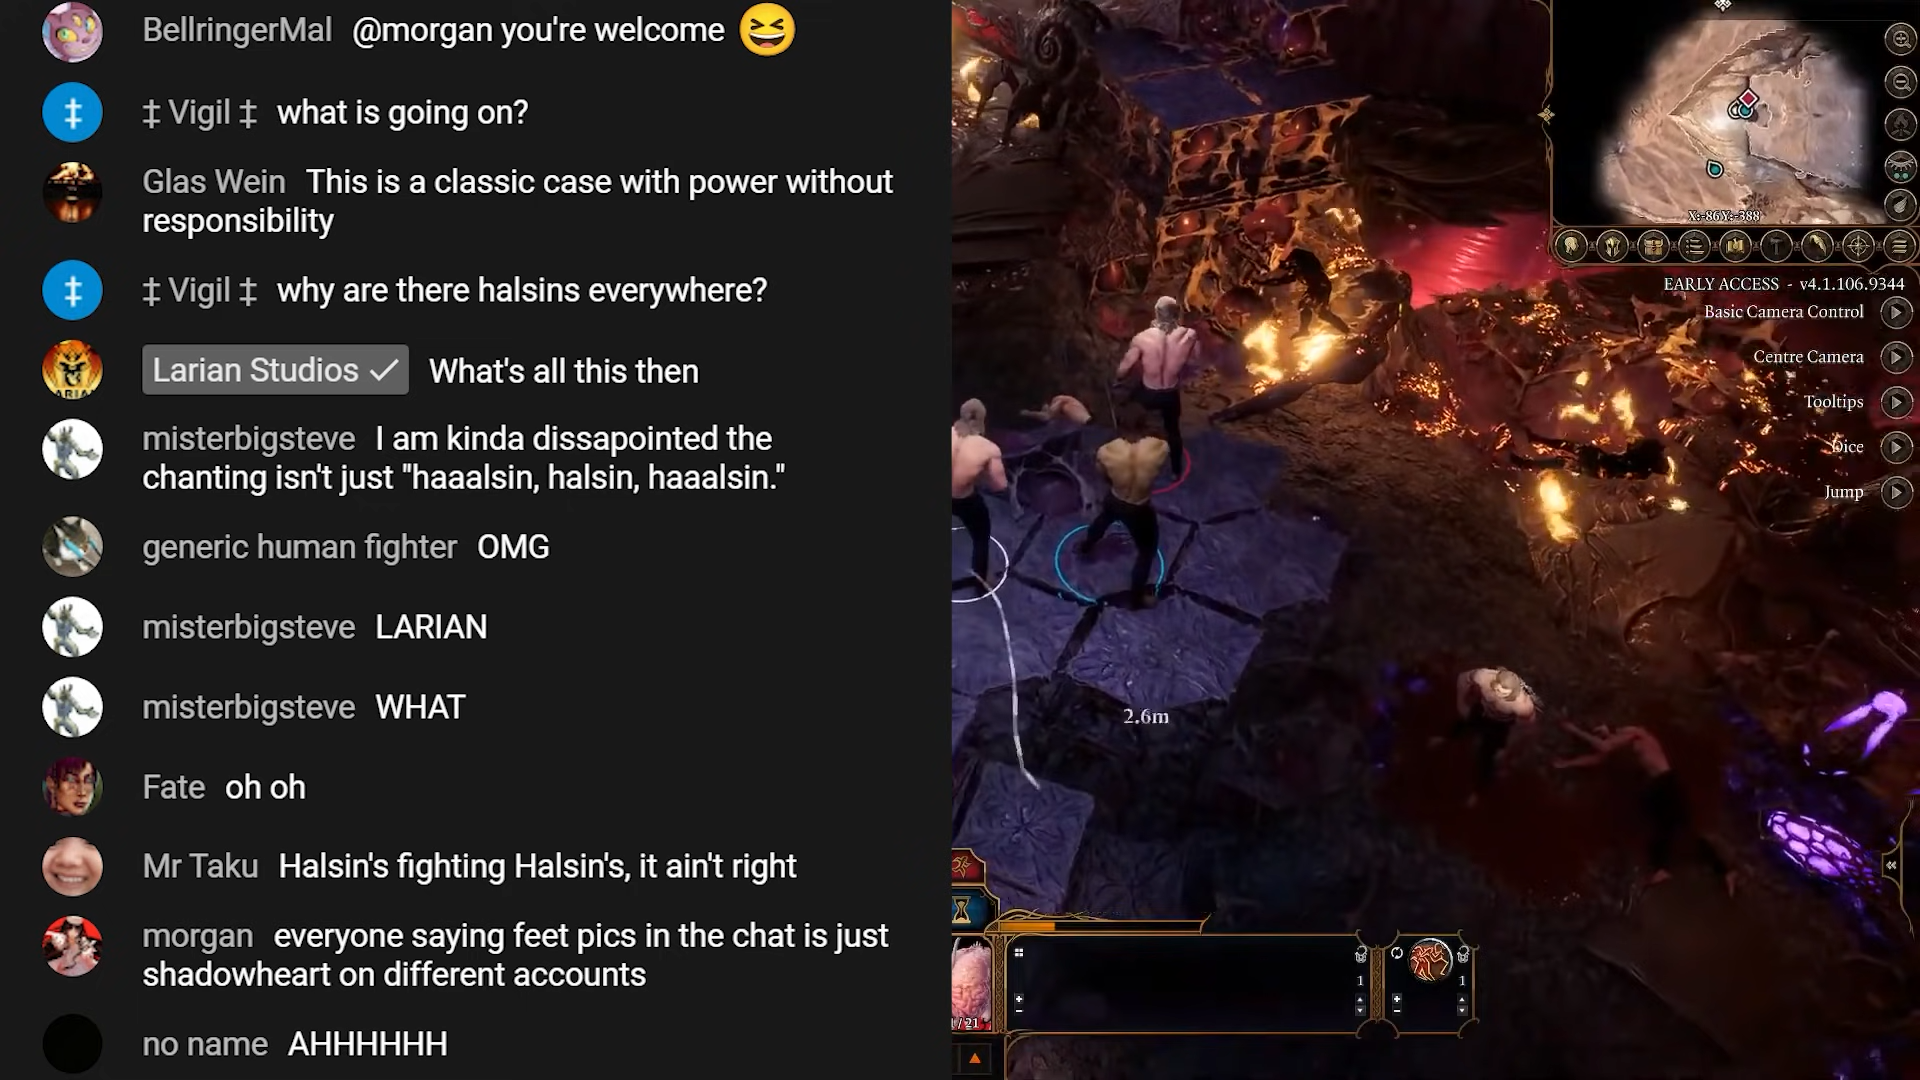 BellringerMal @morgan you're welcome 😆
‡ Vigil ‡ what is going on?
Glas Wein This is a classic case with power without
responsibility
‡ Vigil ‡ why are there halsins everywhere?
Larian Studios ✓ What's all this then
misterbigsteve I am kinda dissapointed the
chanting isn't just "haaalsin, halsin, haaalsin."
generic human fighter OMG
misterbigsteve LARIAN
misterbigsteve WHAT
Fate oh oh
Mr Taku Halsin's fighting Halsin's, it ain't right
morgan everyone saying feet pics in the chat is just
shadowheart on different accounts
no name AHHHHHH
X:-86Y:-388
EARLY ACCESS - v4.1.106.9344
Basic Camera Control
Centre Camera
Tooltips
Dice
Jump
2.6m
1
1
/21